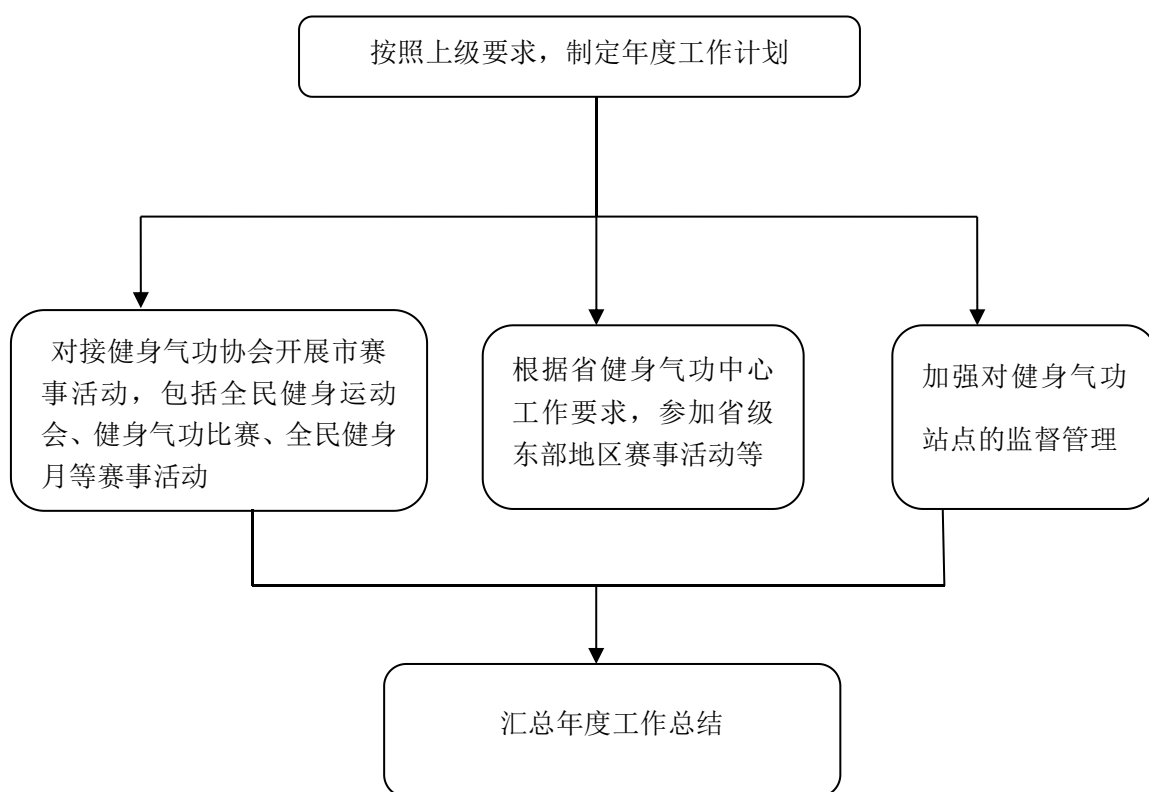 按照上级要求，制定年度工作计划
对接健身气功协会开展市赛
事活动，包括全民健身运动
会、健身气功比赛、全民健身
月等赛事活动
根据省健身气功中心
工作要求，参加省级
东部地区赛事活动等
加强对健身气功
站点的监督管理
汇总年度工作总结